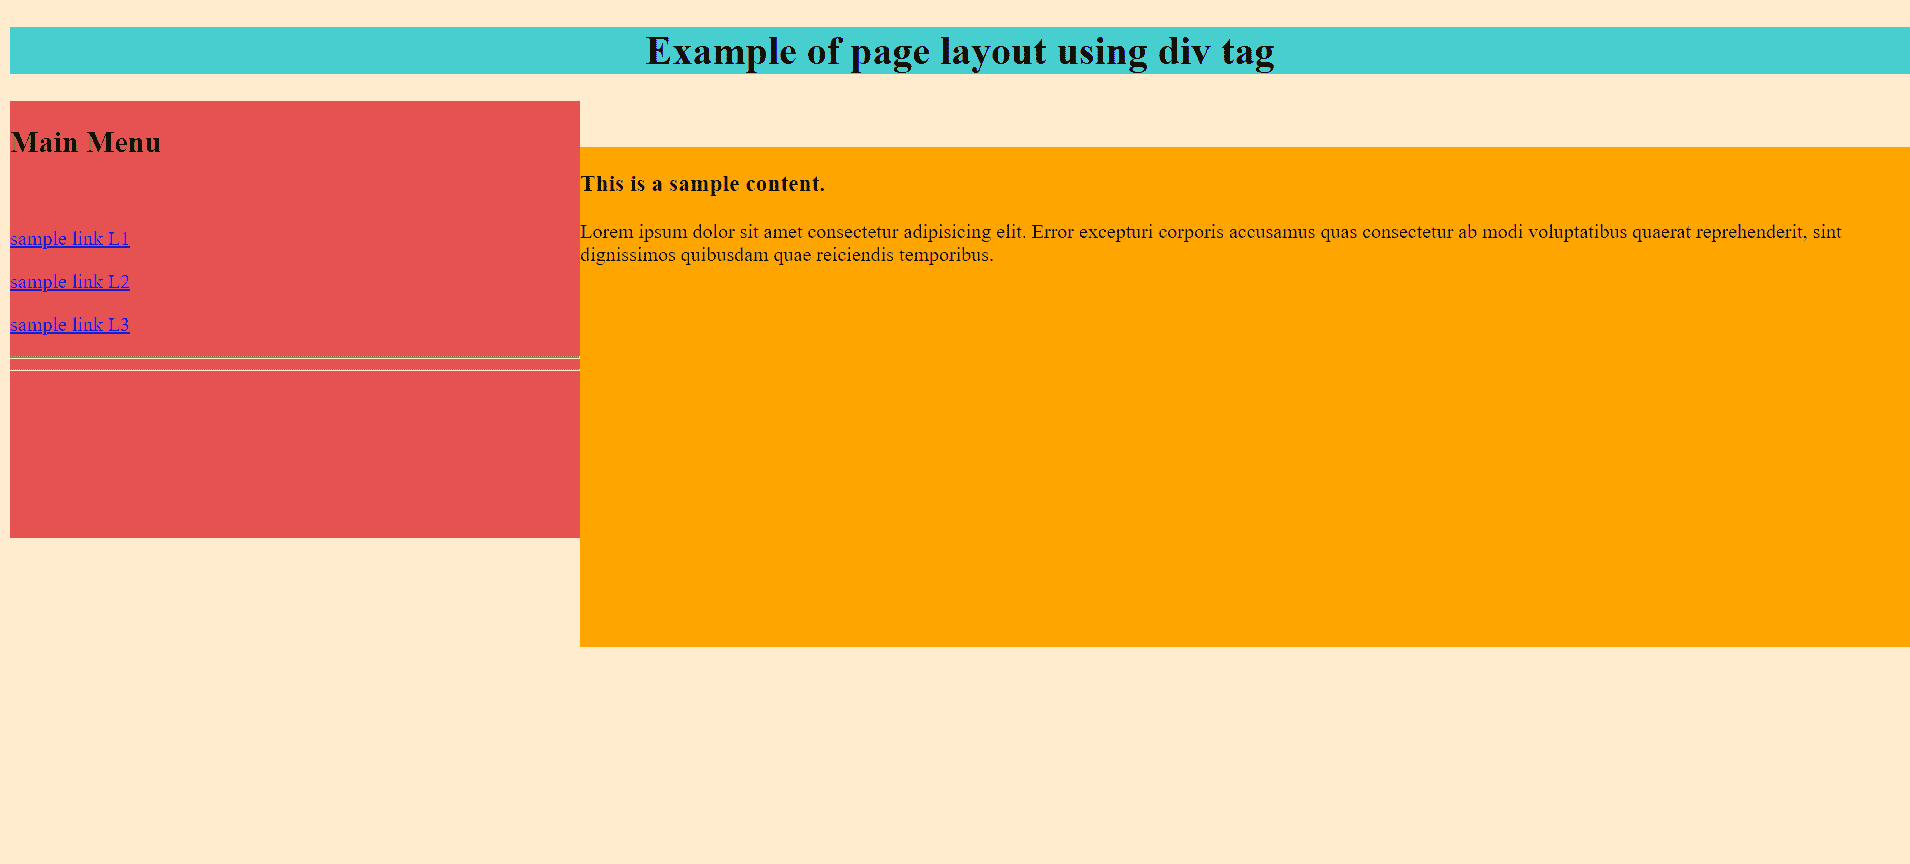 Example of page layout using div tag
Main Menu
sample link L1
sample link L2
sample link L3
This is a sample content.
Lorem ipsum dolor sit amet consectetur adipisicing elit. Error excepturi corporis accusamus quas consectetur ab modi voluptatibus quaerat reprehenderit, sint
dignissimos quibusdam quae reiciendis temporibus.